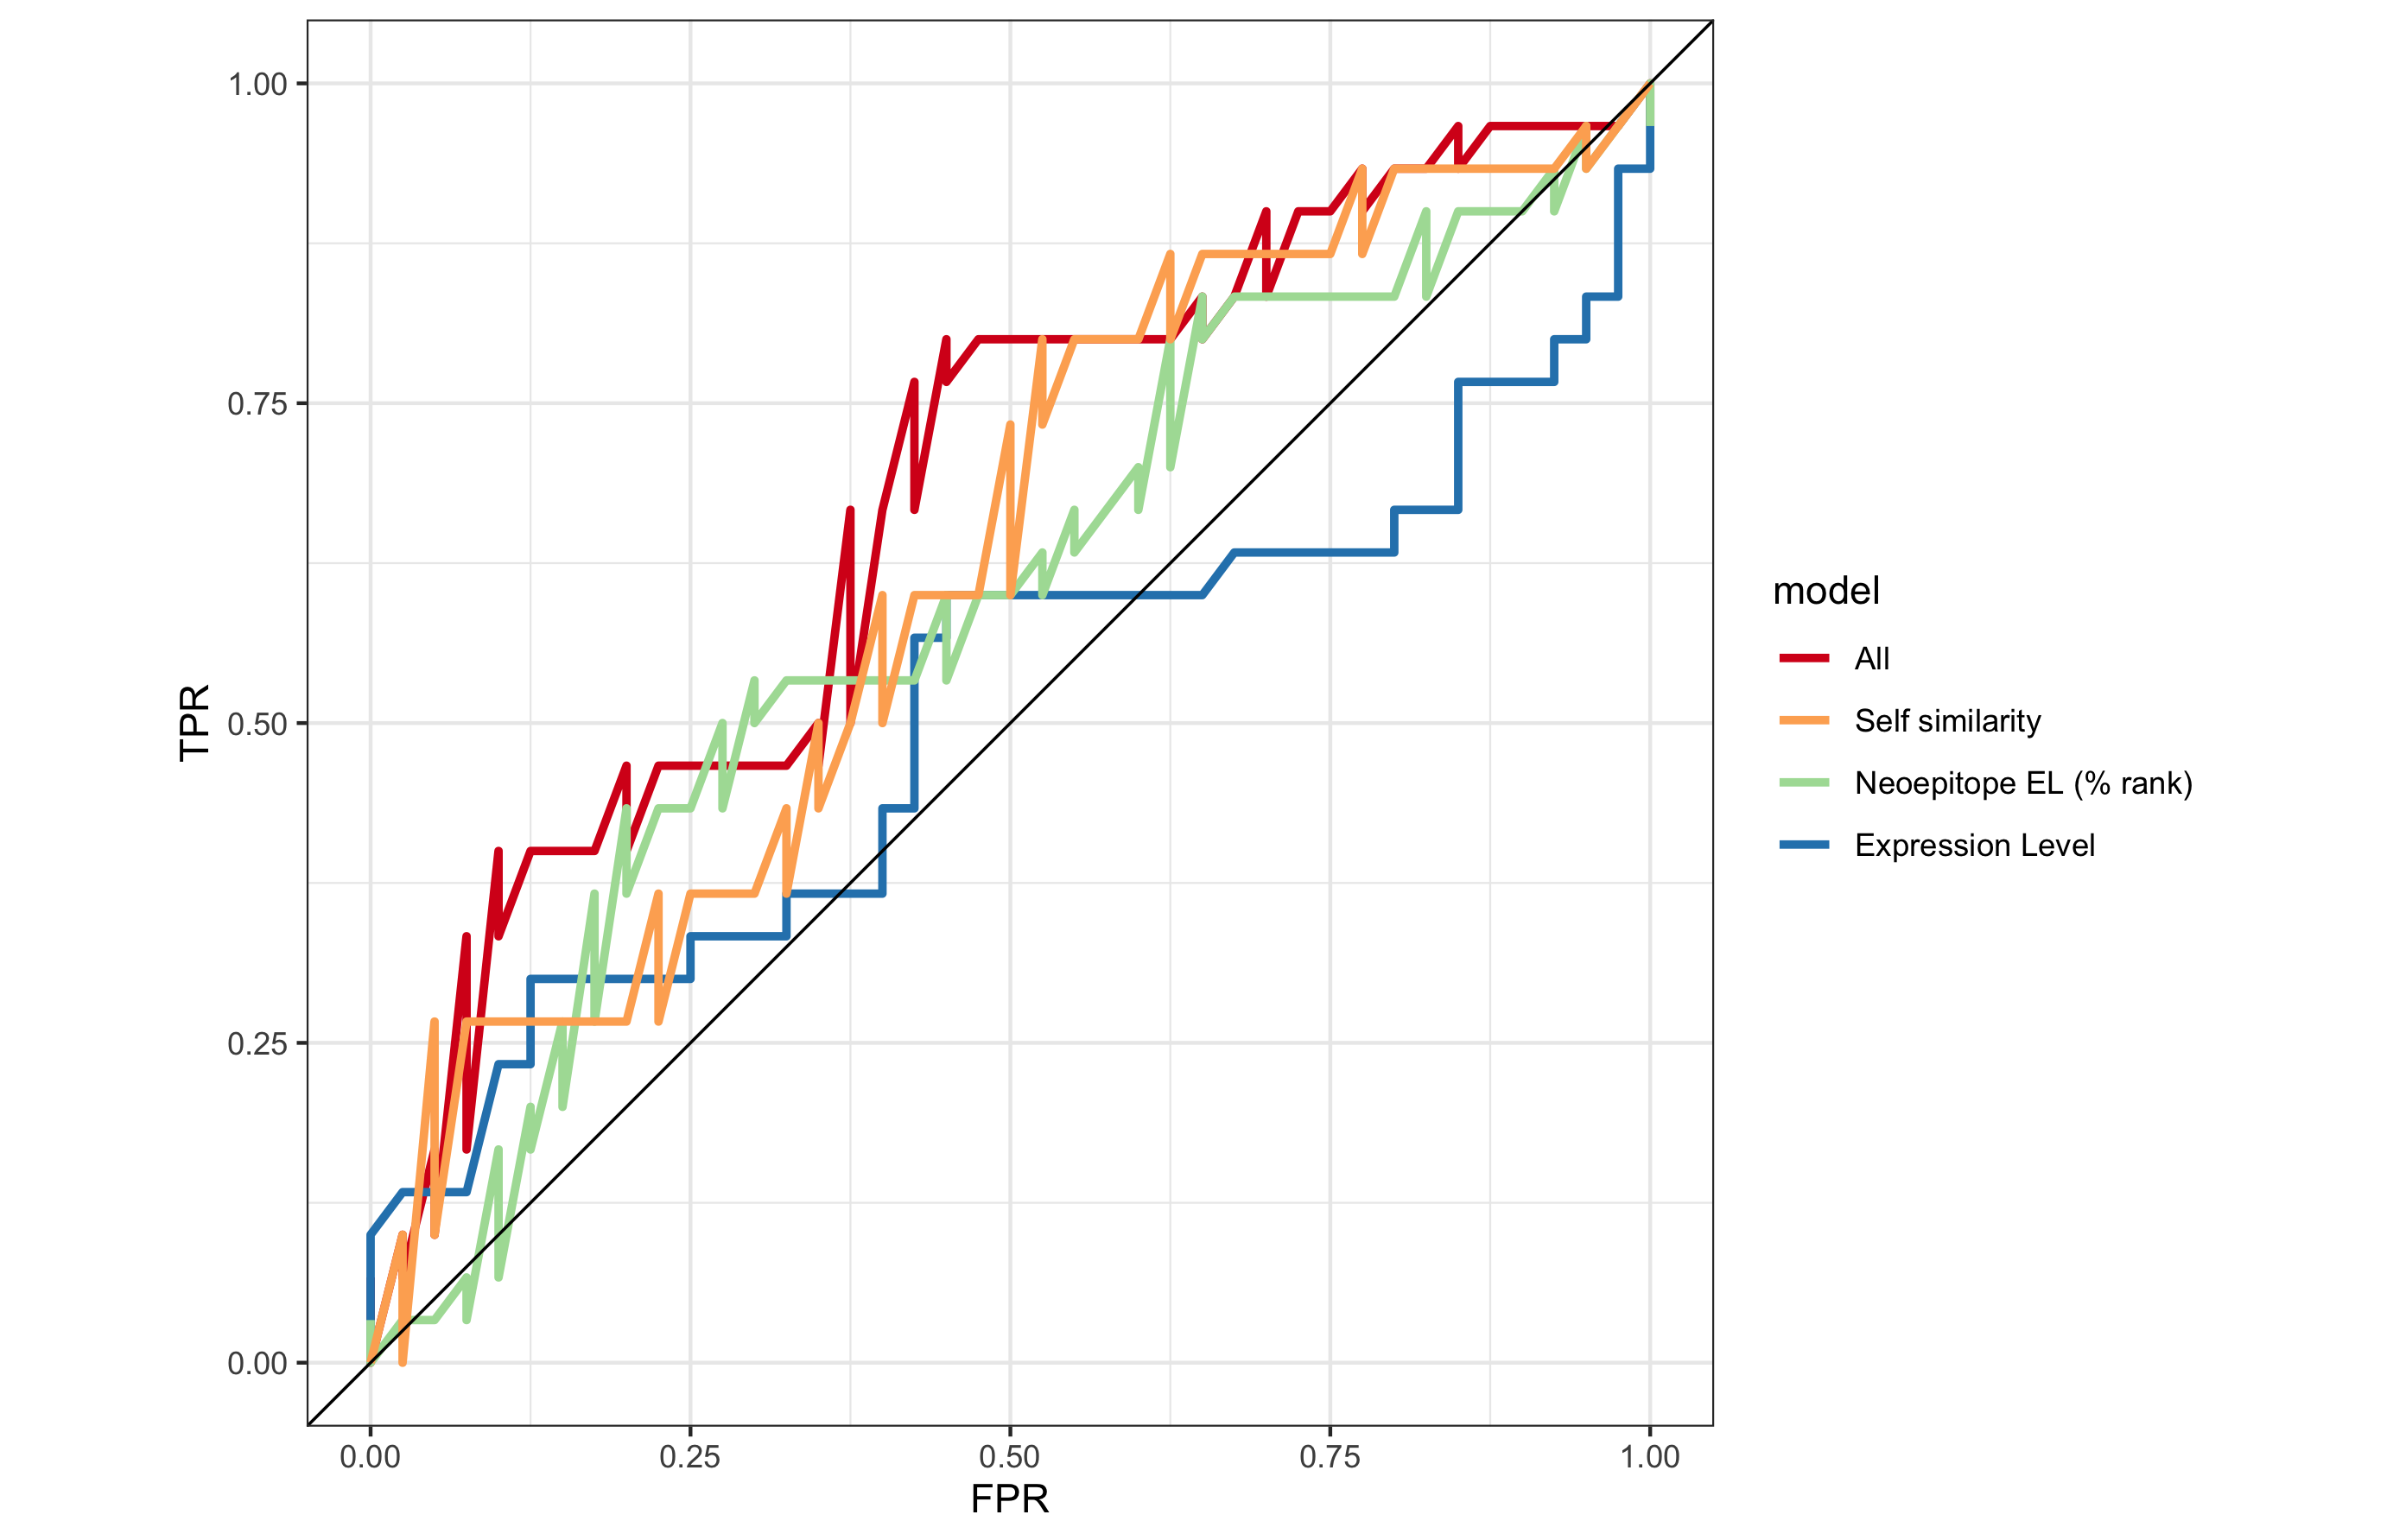 1.00
0.75
0.50
0.25
0.00
TPR
0.00 0.25 0.50 0.75 1.00
FPR
model
All
Self similarity
Neoepitope EL (% rank)
Expression Level